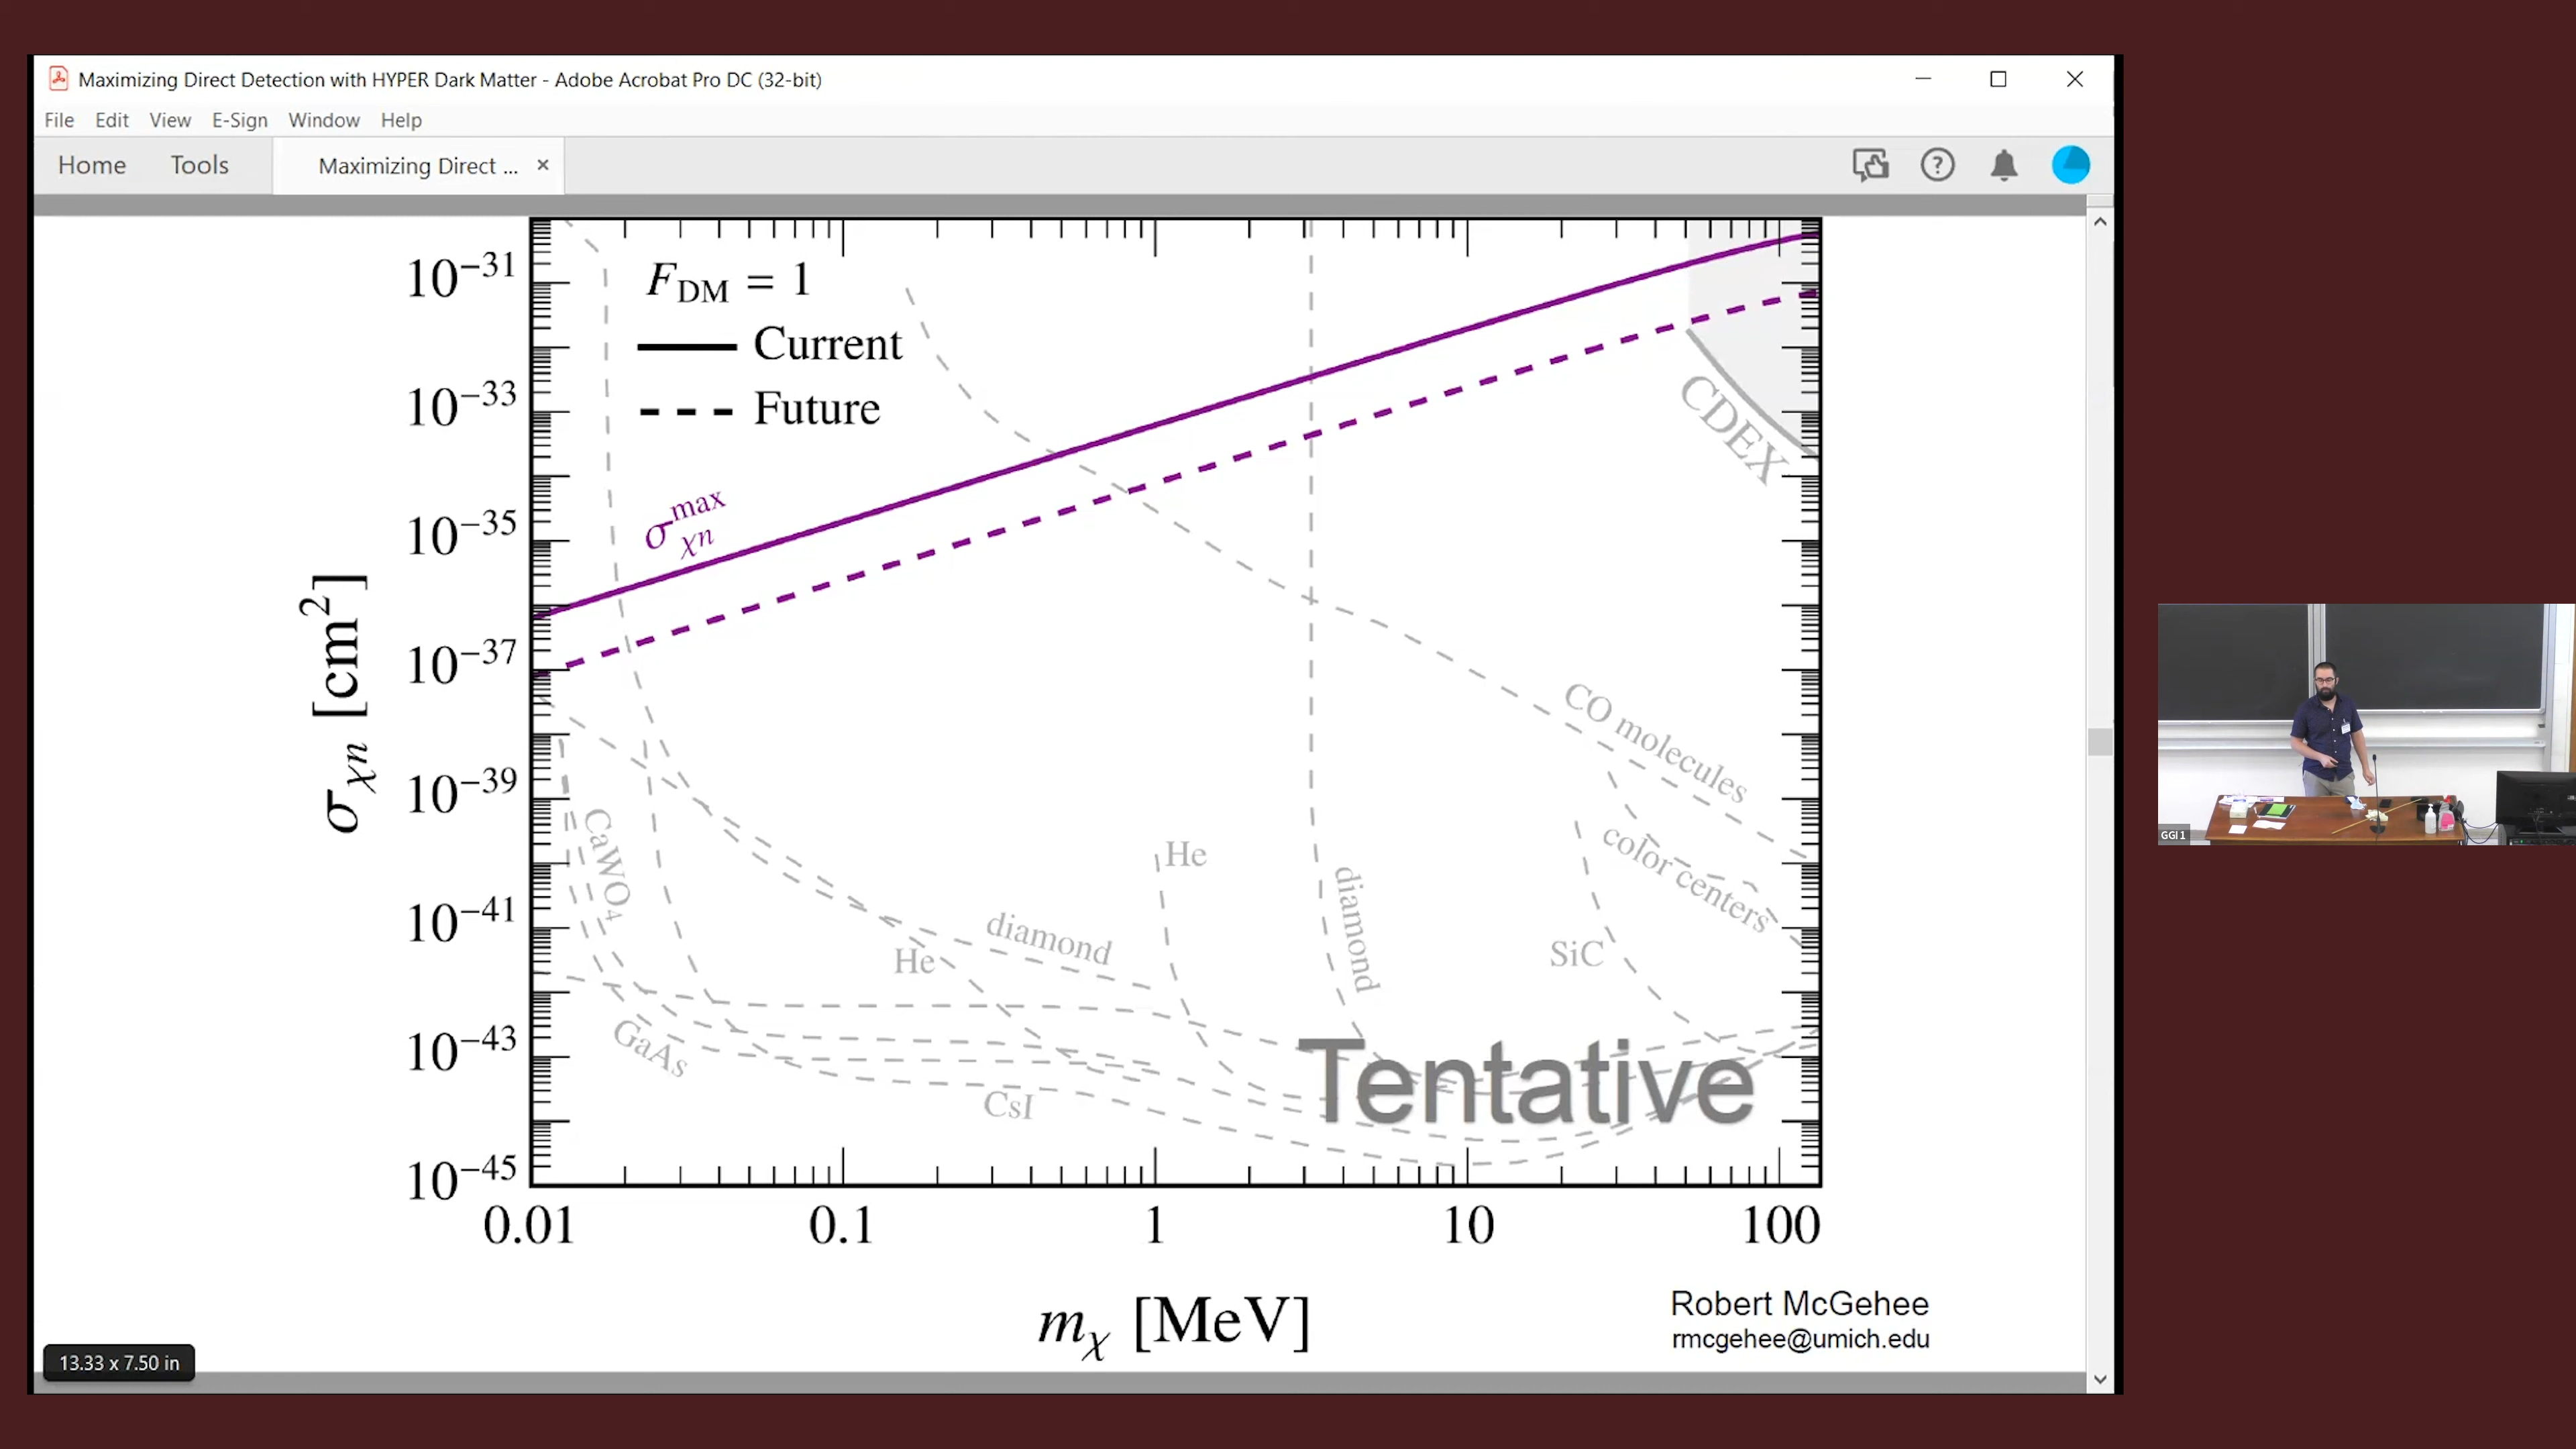 Maximizing Direct Detection with HYPER Dark Matter - Adobe Acrobat Pro DC (32-bit)
File Edit View E-Sign Window Help
Home Tools Maximizing Direct ... ×
10⁻³¹
10⁻³³
10⁻³⁵
10⁻³⁷
10⁻³⁹
10⁻⁴¹
10⁻⁴³
10⁻⁴⁵
σχn [cm²]
F_DM = 1
Current
Future
σχn^max
CDEX
CO molecules
color centers
CaWO₄
He
diamond
He
diamond
SiC
GaAs
CsI
Tentative
0.01 0.1 1 10 100
mχ [MeV]
Robert McGehee
rmcgehee@umich.edu
13.33 x 7.50 in
GGI 1